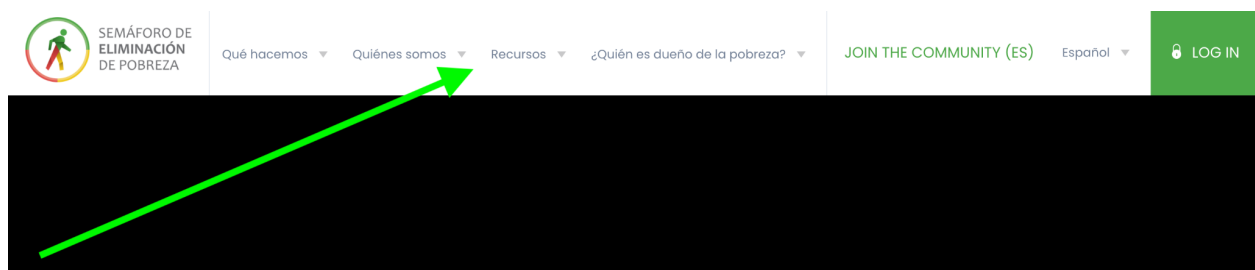 SEMÁFORO DE
ELIMINACIÓN
DE POBREZA
Qué hacemos Quiénes somos Recursos ¿Quién es dueño de la pobreza? JOIN THE COMMUNITY (ES) Español LOG IN